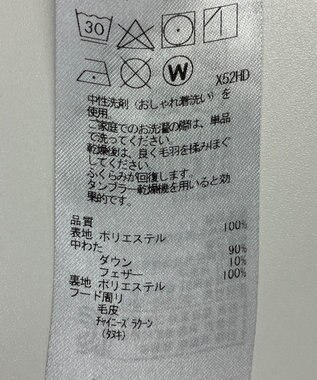 30
W
X52HD
中性洗剤（おしゃれ着洗い）を
使用。
ご家庭でのお洗濯の際は、単品
で洗ってください。
乾燥後は、良く毛羽を揉みほぐ
してください。
ふくらみが回復します。
タンブラー乾燥機を用いると効
果的です。
品質
表地 ポリエステル 100%
中わた
ダウン 90%
フェザー 10%
裏地 ポリエステル 100%
フード周り
毛皮
チャイニーズラクーン
(タヌキ)